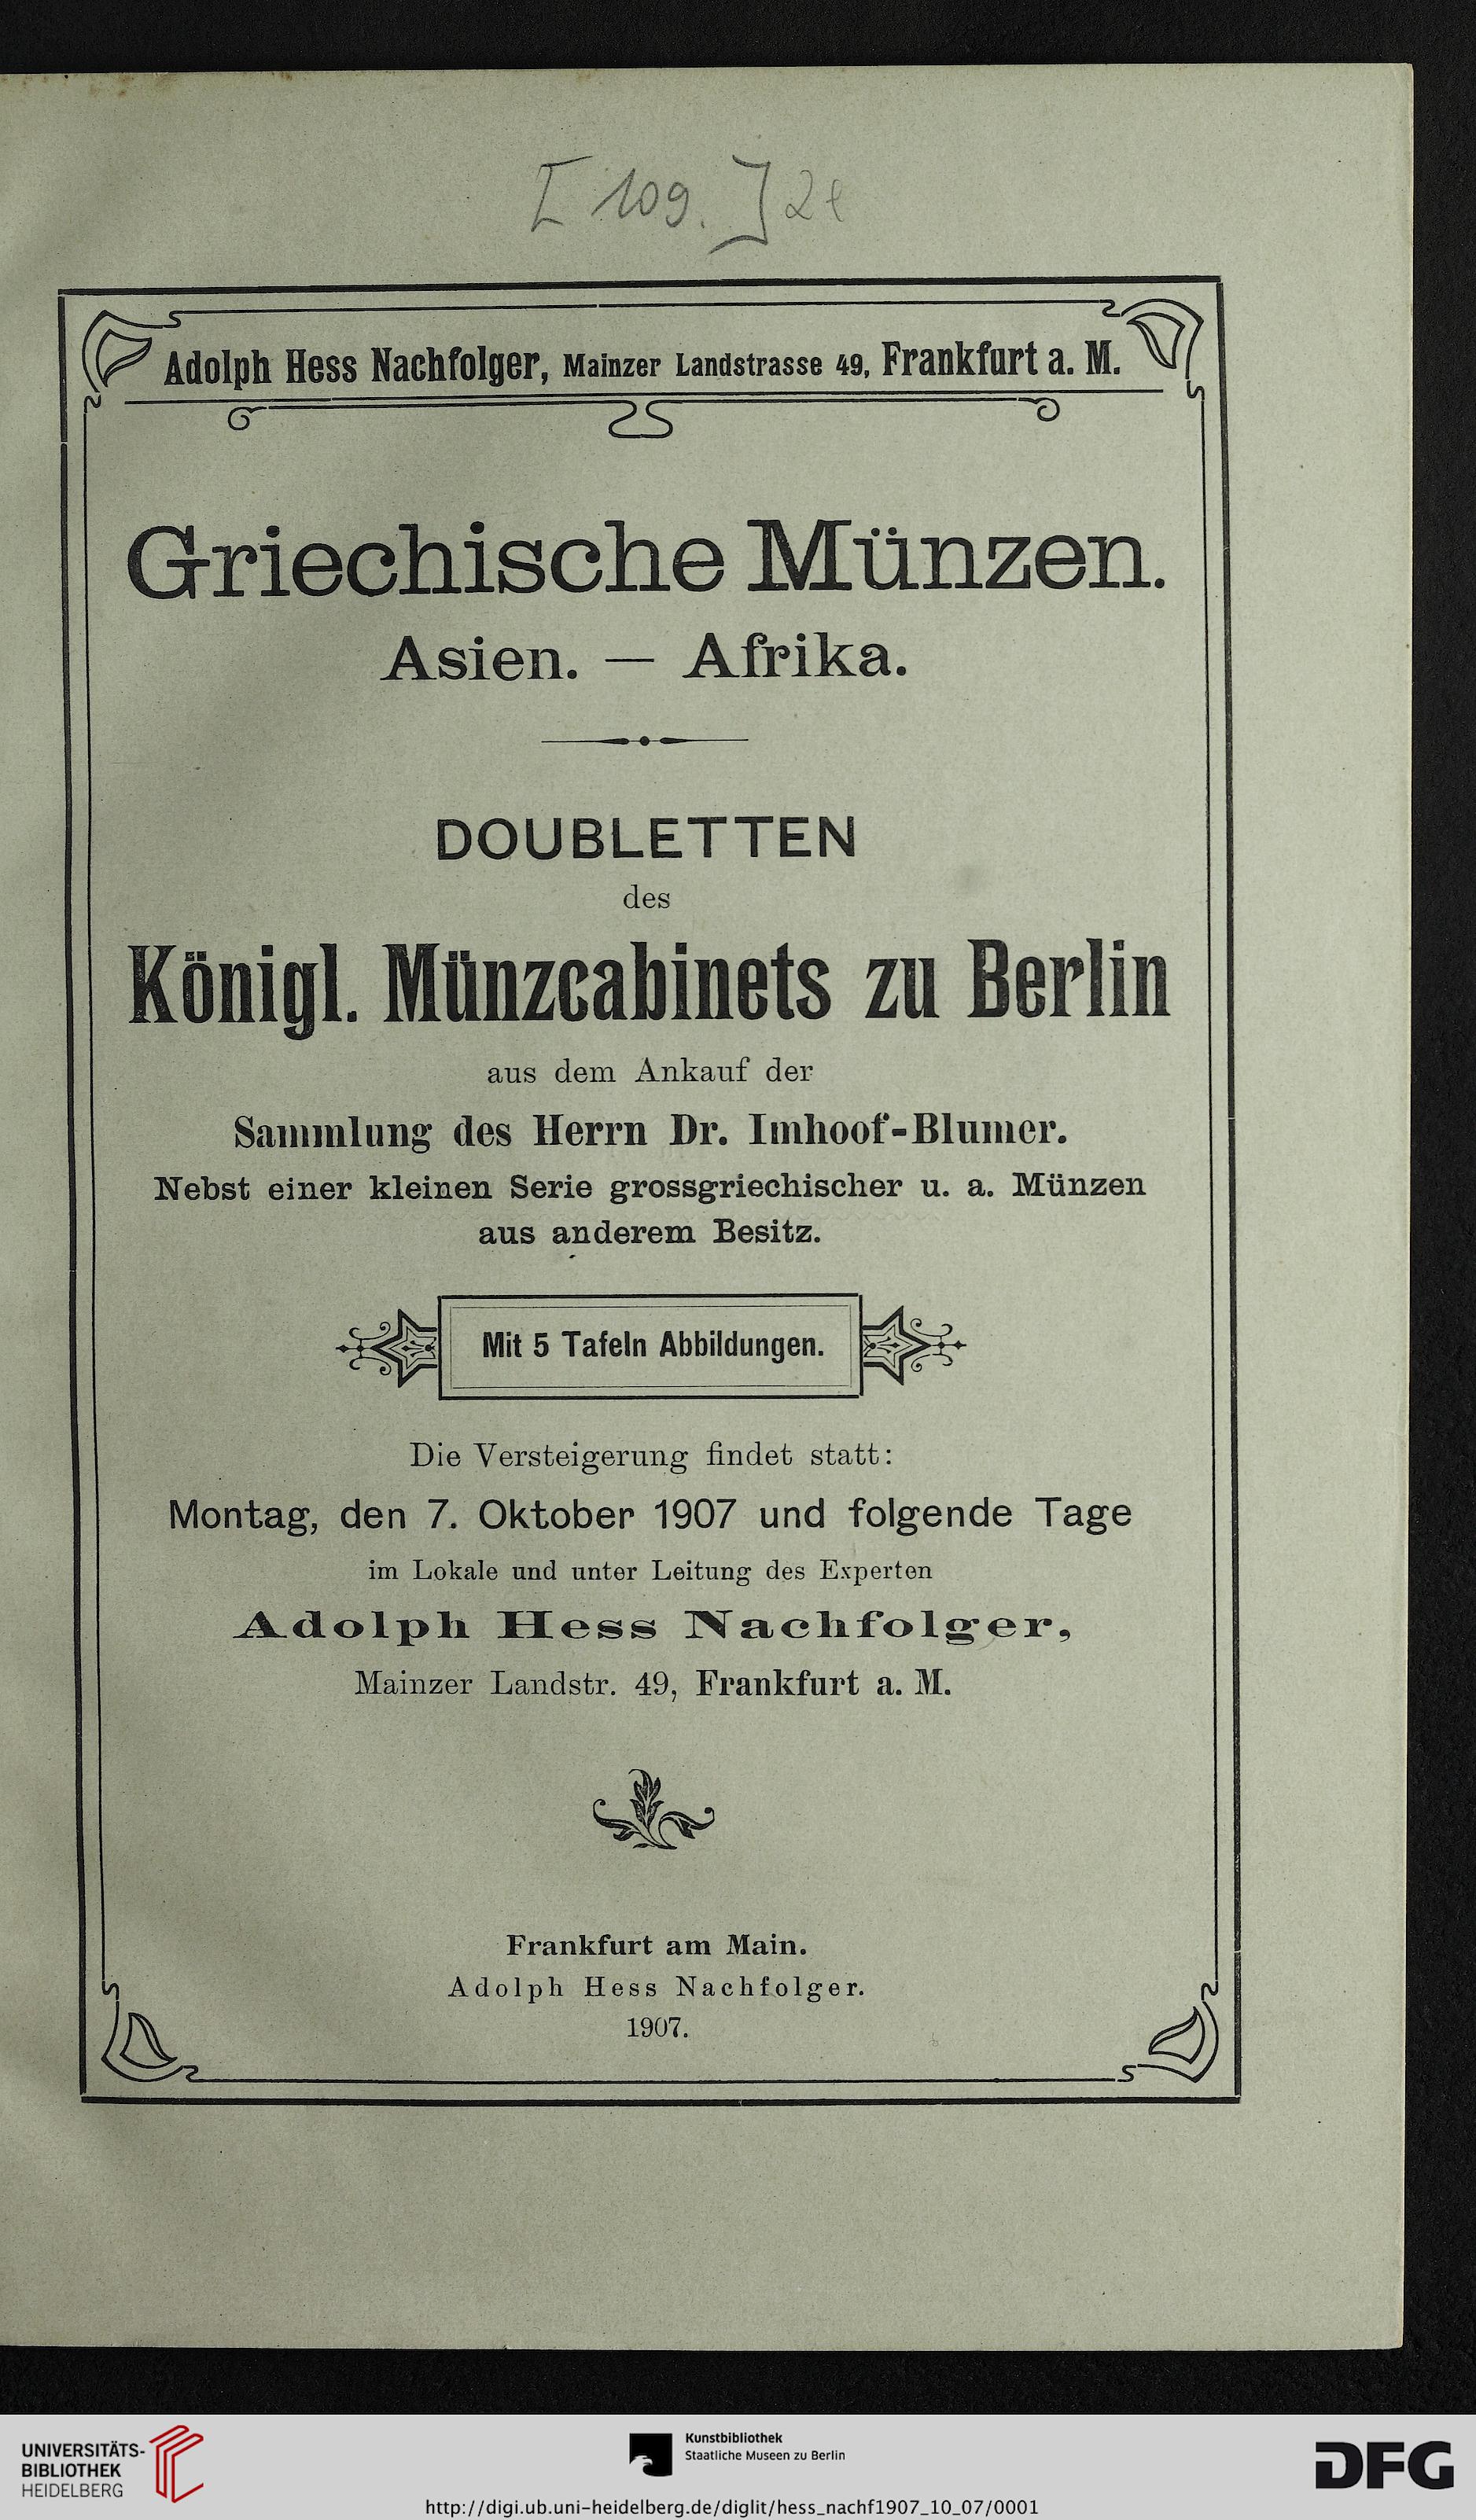 [109.] 2e
Adolph Hess Nachfolger, Mainzer Landstrasse 49, Frankfurt a. M.
Griechische Münzen.
Asien. — Afrika.
DOUBLETTEN
des
Königl. Münzcabinets zu Berlin
aus dem Ankauf der
Sammlung des Herrn Dr. Imhoof-Blumer.
Nebst einer kleinen Serie grossgriechischer u. a. Münzen
aus anderem Besitz.
Mit 5 Tafeln Abbildungen.
Die Versteigerung findet statt:
Montag, den 7. Oktober 1907 und folgende Tage
im Lokale und unter Leitung des Experten
Adolph Hess Nachfolger,
Mainzer Landstr. 49, Frankfurt a. M.
Frankfurt am Main.
Adolph Hess Nachfolger.
1907.
UNIVERSITÄTS-
BIBLIOTHEK
HEIDELBERG
Kunstbibliothek
Staatliche Museen zu Berlin
DFG
http://digi.ub.uni-heidelberg.de/diglit/hess_nachf1907_10_07/0001